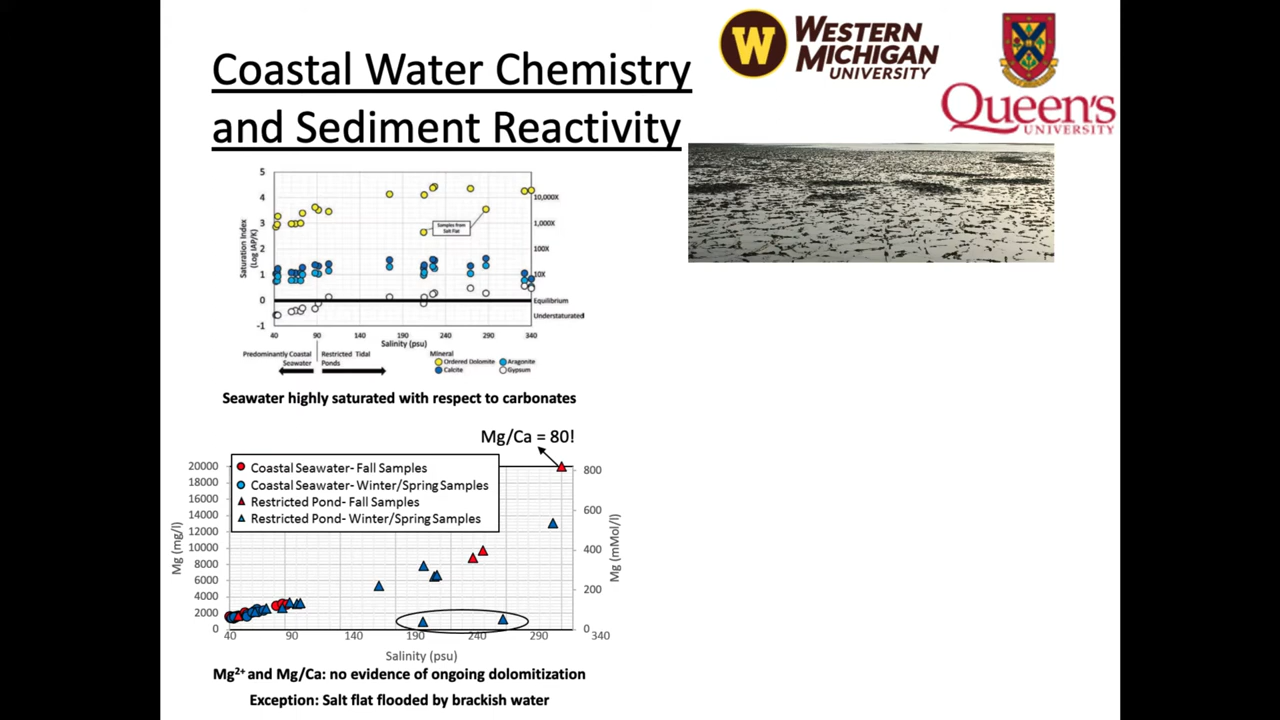 Coastal Water Chemistry
and Sediment Reactivity
W
WESTERN
MICHIGAN
UNIVERSITY
Queen's
UNIVERSITY
5
4
3
2
1
0
-1
Saturation Index
(Log IAP/K)
Samples from
Salt Flat
10,000X
1,000X
100X
10X
Equilibrium
Understaurated
40 90 140 190 240 290 340
Salinity (psu)
Predominantly Coastal
Seawater
Restricted Tidal
Ponds
Mineral
Ordered Dolomite
Aragonite
Calcite
Gypsum
Seawater highly saturated with respect to carbonates
Mg/Ca = 80!
Coastal Seawater- Fall Samples
Coastal Seawater- Winter/Spring Samples
Restricted Pond- Fall Samples
Restricted Pond- Winter/Spring Samples
20000
18000
16000
14000
12000
10000
8000
6000
4000
2000
0
Mg (mg/l)
800
600
400
200
0
Mg (mMol/l)
40 90 140 190 240 290 340
Salinity (psu)
Mg²⁺ and Mg/Ca: no evidence of ongoing dolomitization
Exception: Salt flat flooded by brackish water